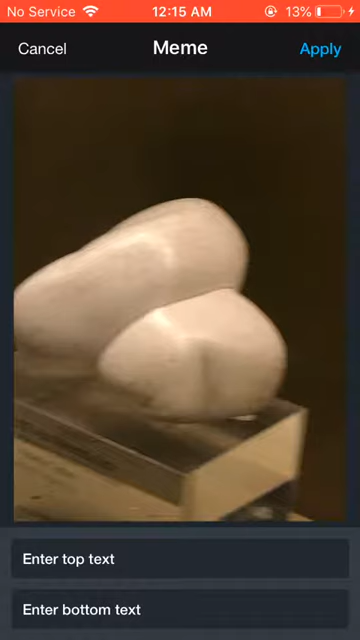 No Service 12:15 AM 13%
Cancel Meme Apply
Enter top text
Enter bottom text